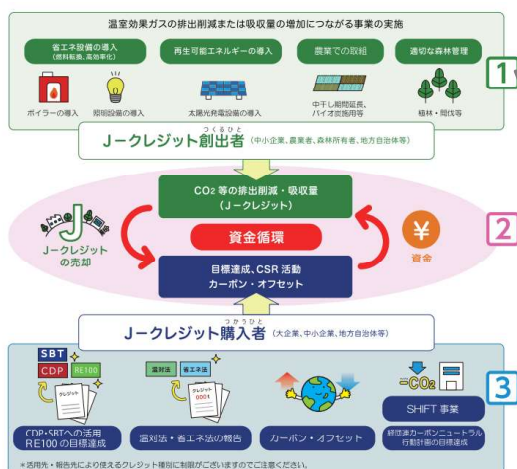 温室効果ガスの排出削減または吸収量の増加につながる事業の実施
省エネ設備の導入
(燃料転換、高効率化)
再生可能エネルギーの導入
農業での取組
適切な森林管理
1
ボイラーの導入
照明設備の導入
太陽光発電設備の導入
中干し期間延長、
バイオ炭施用等
植林・間伐等
つくるひと
J-クレジット創出者(中小企業、農業者、森林所有者、地方自治体等)
CO2 等の排出削減・吸収量
(J-クレジット)
J
J-クレジット
の売却
資金循環
¥
資金
2
目標達成、CSR 活動
カーボン・オフセット
つかうひと
J-クレジット購入者(大企業、中小企業、地方自治体等)
SBT
CDP RE100
クレジット
温対法 省エネ法
クレジット
0001
-CO2
3
SHIFT 事業
CDP・SBTへの活用
RE100の目標達成
温対法・省エネ法の報告
カーボン・オフセット
経団連カーボンニュートラル
行動計画の目標達成
*活用先・報告先により使えるクレジット種別に制限がございますのでご注意ください。